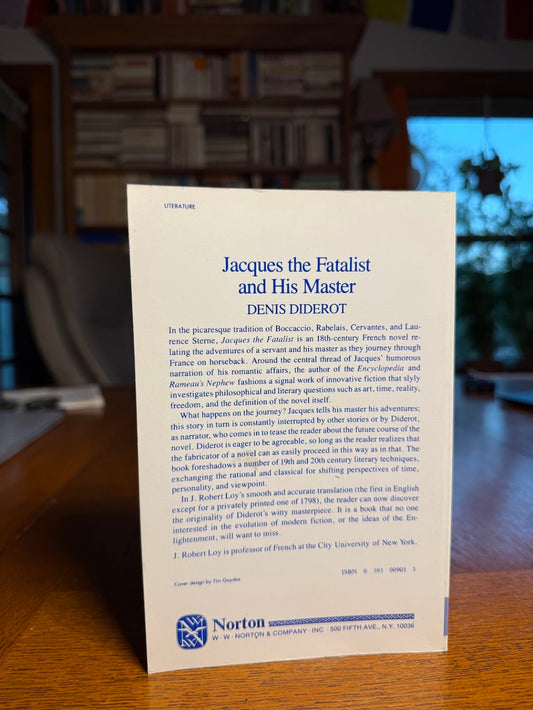 LITERATURE
Jacques the Fatalist
and His Master
DENIS DIDEROT
In the picaresque tradition of Boccaccio, Rabelais, Cervantes, and Lau-
rence Sterne, Jacques the Fatalist is an 18th-century French novel re-
lating the adventures of a servant and his master as they journey through
France on horseback. Around the central thread of Jacques' humorous
narration of his romantic affairs, the author of the Encyclopedia and
Rameau's Nephew fashions a signal work of innovative fiction that slyly
investigates philosophical and literary questions such as art, time, reality,
freedom, and the definition of the novel itself.
What happens on the journey? Jacques tells his master his adventures;
this story in turn is constantly interrupted by other stories or by Diderot,
as narrator, who comes in to tease the reader about the future course of the
novel. Diderot is eager to be agreeable, so long as the reader realizes that
the fabricator of a novel can as easily proceed in this way as in that. The
book foreshadows a number of 19th and 20th century literary techniques,
exchanging the rational and classical for shifting perspectives of time,
personality, and viewpoint.
In J. Robert Loy's smooth and accurate translation (the first in English
except for a privately printed one of 1798), the reader can now discover
the originality of Diderot's witty masterpiece. It is a book that no one
interested in the evolution of modern fiction, or the ideas of the En-
lightenment, will want to miss.
J. Robert Loy is professor of French at the City University of New York.
ISBN 0 393 00903 3
Cover design by Tim Gaydos
Norton
W · W · NORTON & COMPANY · INC · 500 FIFTH AVE., N.Y. 10036